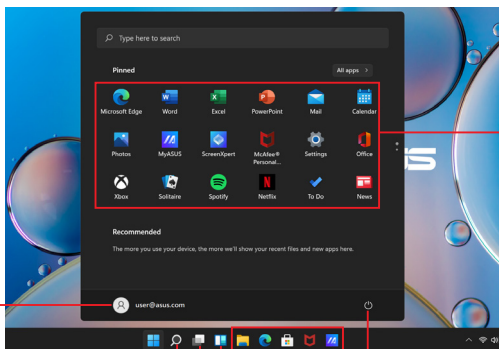 Type here to search
Pinned
All apps >
Microsoft Edge Word Excel PowerPoint Mail Calendar
Photos MyASUS ScreenXpert McAfee® Personal... Settings Office
Xbox Solitaire Spotify Netflix To Do News
Recommended
The more you use your device, the more we'll show your recent files and new apps here.
user@asus.com